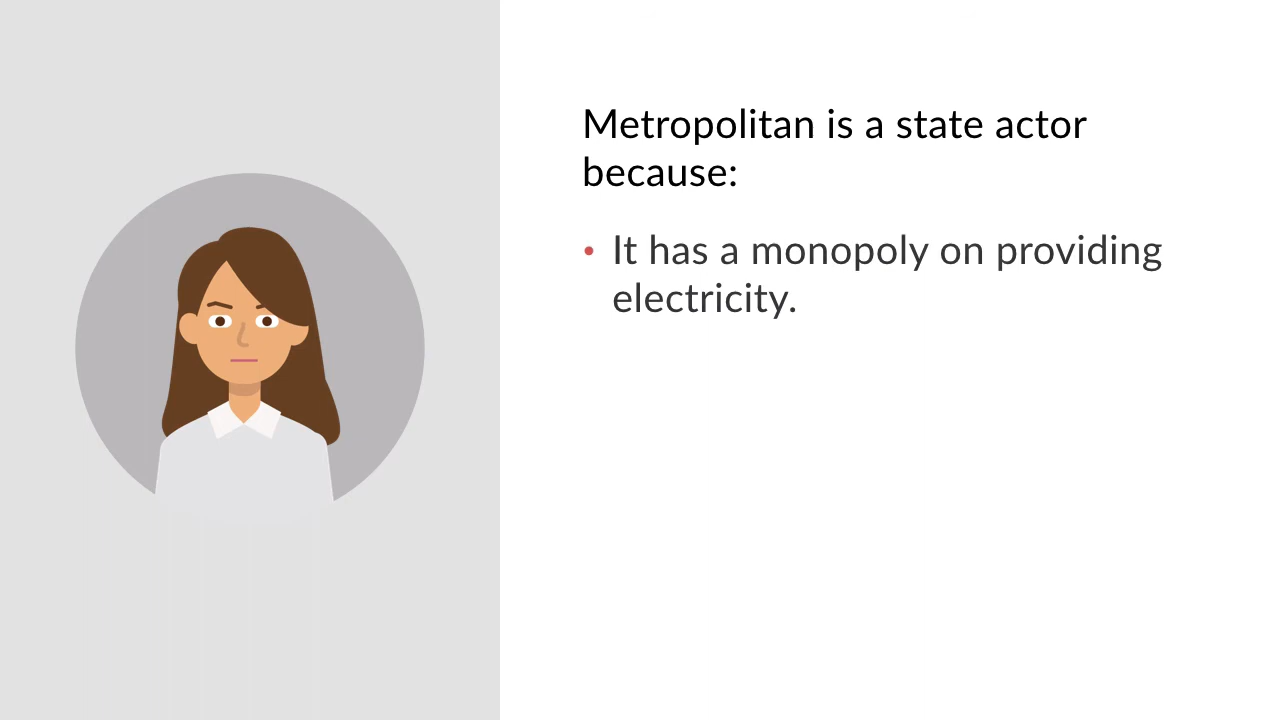 Metropolitan is a state actor
because:
• It has a monopoly on providing
electricity.